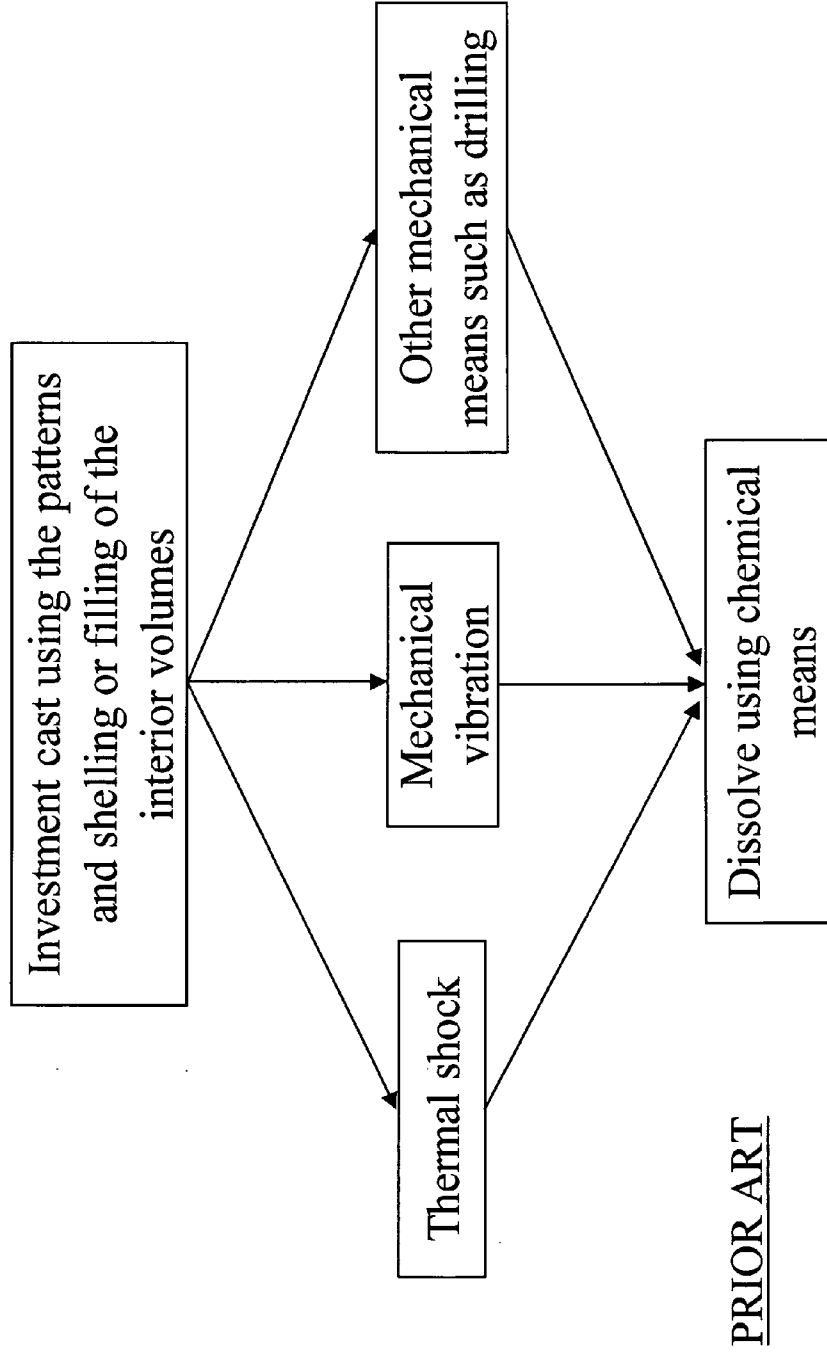 Investment cast using the patterns
and shelling or filling of the
interior volumes
Thermal shock
Mechanical
vibration
Other mechanical
means such as drilling
Dissolve using chemical
means
PRIOR ART